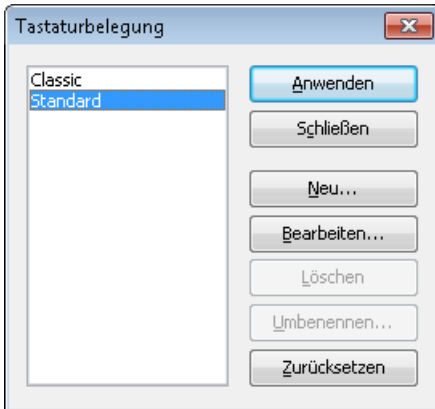 Tastaturbelegung
Classic
Standard
Anwenden
Schließen
Neu...
Bearbeiten...
Löschen
Umbenennen...
Zurücksetzen